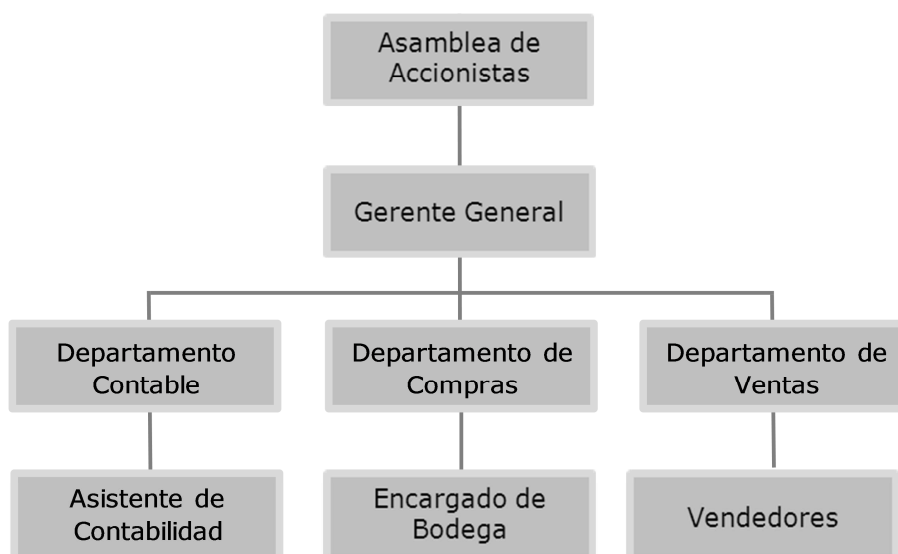 Asamblea de
Accionistas
Gerente General
Departamento
Contable
Departamento de
Compras
Departamento de
Ventas
Asistente de
Contabilidad
Encargado de
Bodega
Vendedores